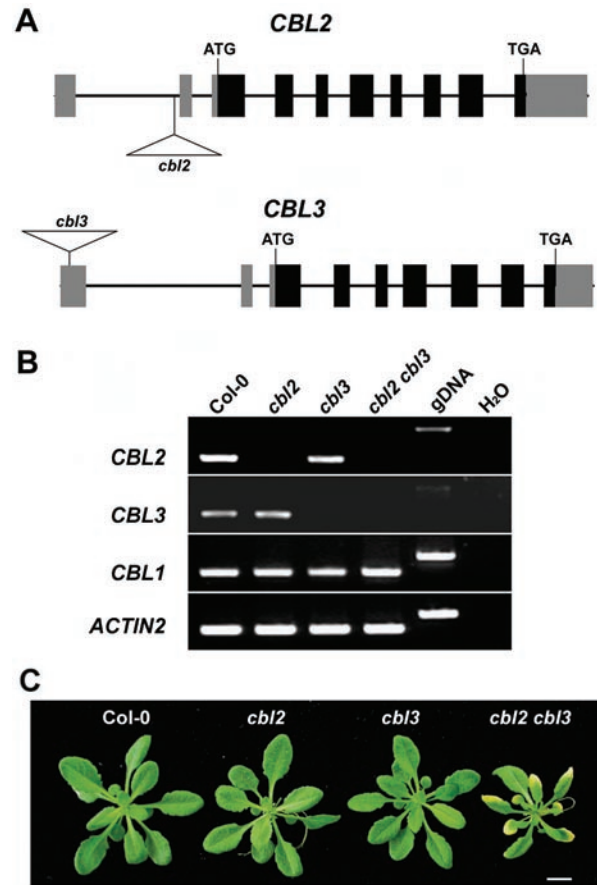 A
CBL2
ATG TGA
cbl2
CBL3
cbl3
ATG TGA
B
Col-0 cbl2 cbl3 cbl2 cbl3 gDNA H₂O
CBL2
CBL3
CBL1
ACTIN2
C
Col-0 cbl2 cbl3 cbl2 cbl3